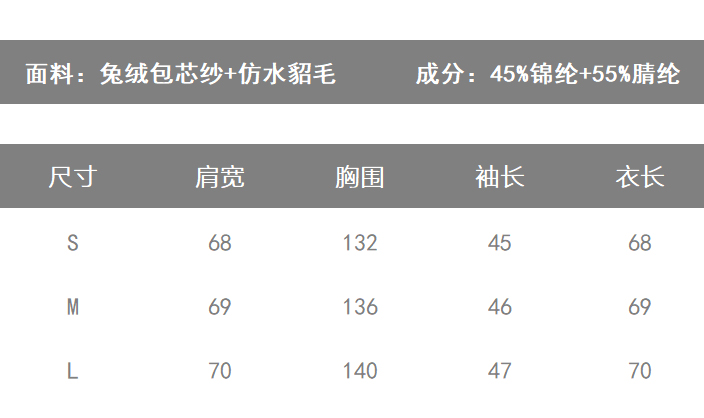 面料：兔绒包芯纱+仿水貂毛 成分：45%锦纶+55%腈纶
尺寸 肩宽 胸围 袖长 衣长
S 68 132 45 68
M 69 136 46 69
L 70 140 47 70